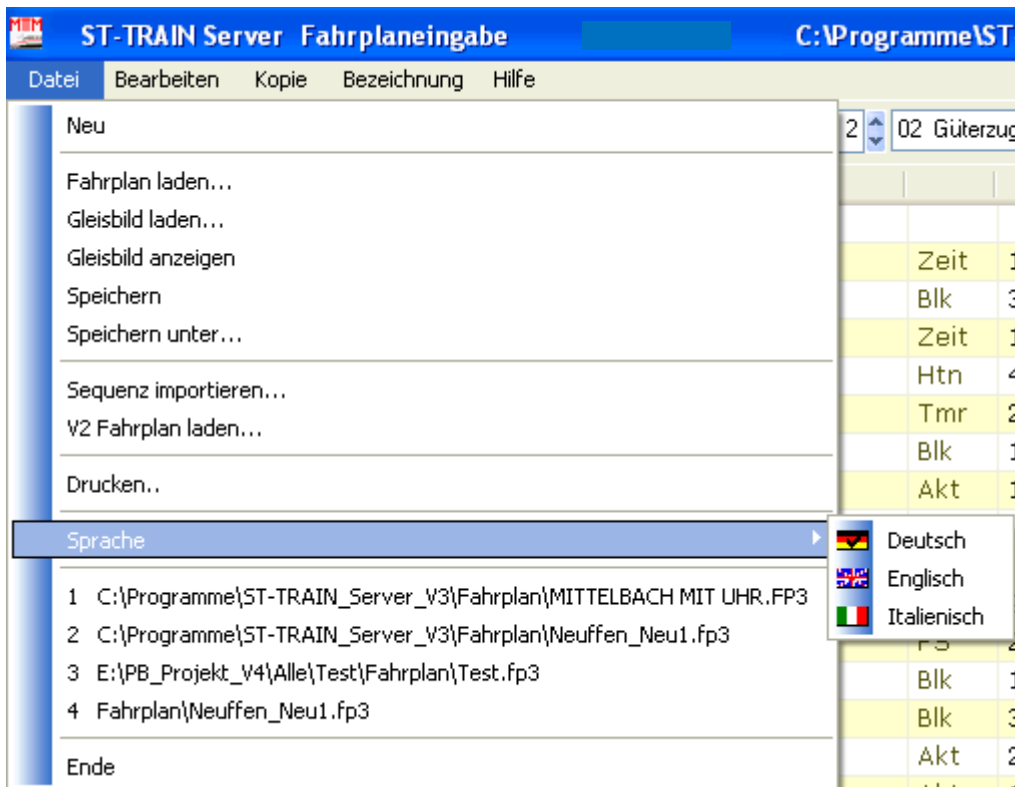 ST-TRAIN Server Fahrplaneingabe C:\Programme\ST
Datei Bearbeiten Kopie Bezeichnung Hilfe
Neu
2 02 Güterzug
Fahrplan laden...
Gleisbild laden...
Gleisbild anzeigen
Zeit
Speichern
Blk
Speichern unter...
Zeit
Sequenz importieren...
Htn
V2 Fahrplan laden...
Tmr
Blk
Drucken..
Akt
Sprache
Deutsch
Englisch
Italienisch
1 C:\Programme\ST-TRAIN_Server_V3\Fahrplan\MITTELBACH MIT UHR.FP3
2 C:\Programme\ST-TRAIN_Server_V3\Fahrplan\Neuffen_Neu1.fp3
3 E:\PB_Projekt_V4\Alle\Test\Fahrplan\Test.fp3
Blk
4 Fahrplan\Neuffen_Neu1.fp3
Blk
Ende
Akt